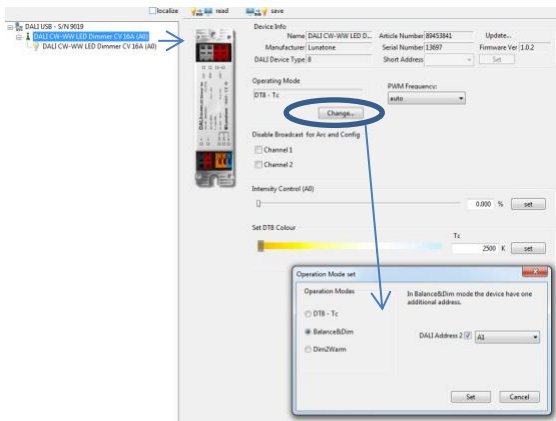 localize
read
save
DALI USB - S/N 9019
DALI CW-WW LED Dimmer CV 16A (A0)
DALI CW-WW LED Dimmer CV 16A (A0)
Device Info
Name DALI CW-WW LED D... Article Number 89453841 Update...
Manufacturer Lunatone Serial Number 13697 Firmware Ver 1.0.2
DALI Device Type 8 Short Address Set
Operating Mode
DT8 - Tc
Change...
PWM Frequency:
auto
Disable Broadcast for Arc and Config
Channel 1
Channel 2
Intensity Control (A0)
0.000 % set
Set DT8 Colour
Tc
2500 K set
Operation Mode set
Operation Modes
DT8 - Tc
Balance&Dim
Dim2Warm
In Balance&Dim mode the device have one
additional address.
DALI Address 2 A1
Set Cancel